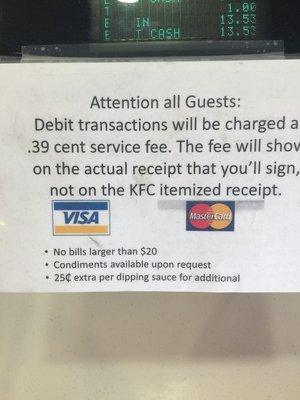 1.00
IN 13.53
T CASH 13.53
Attention all Guests:
Debit transactions will be charged a
.39 cent service fee. The fee will show
on the actual receipt that you'll sign,
not on the KFC itemized receipt.
VISA MasterCard
• No bills larger than $20
• Condiments available upon request
• 25¢ extra per dipping sauce for additional